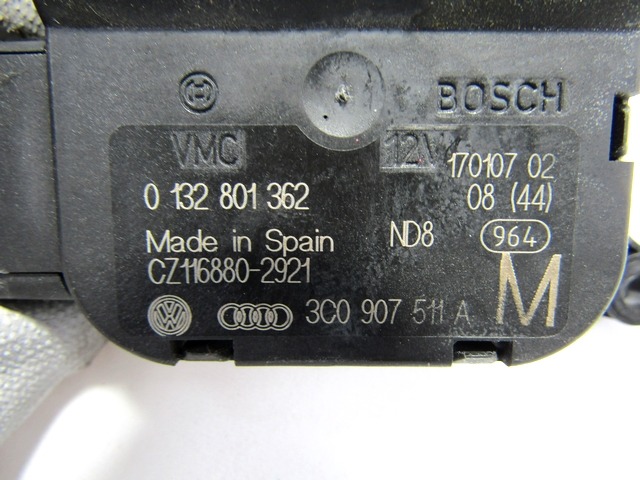 BOSCH
VMC 12V
170107 02
0 132 801 362 08 (44)
Made in Spain ND8 964
CZ116880-2921
M
3C0 907 511 A